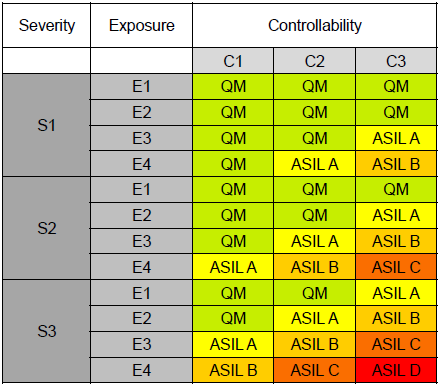 Severity Exposure Controllability
C1 C2 C3
E1 QM QM QM
E2 QM QM QM
S1
E3 QM QM ASIL A
E4 QM ASIL A ASIL B
E1 QM QM QM
E2 QM QM ASIL A
S2
E3 QM ASIL A ASIL B
E4 ASIL A ASIL B ASIL C
E1 QM QM ASIL A
E2 QM ASIL A ASIL B
S3
E3 ASIL A ASIL B ASIL C
E4 ASIL B ASIL C ASIL D